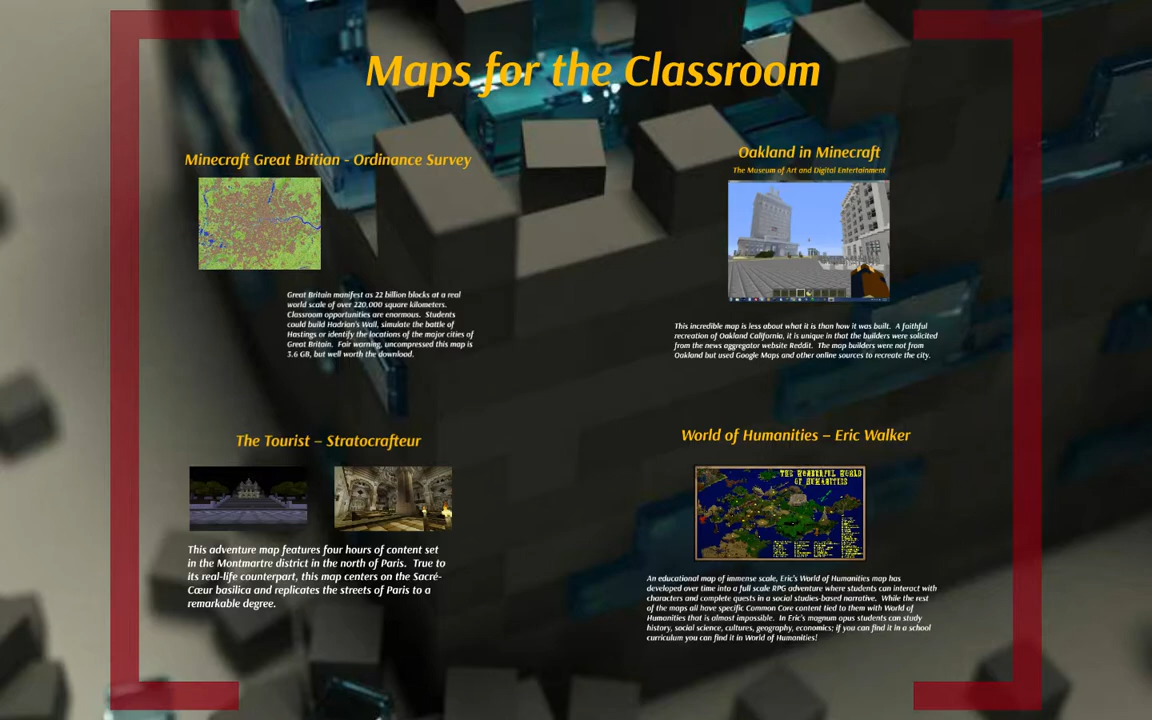 Maps for the Classroom
Minecraft Great Britian - Ordinance Survey
Great Britain manifest as 22 billion blocks at a real
world scale of over 220,000 square kilometers.
Classroom opportunities are enormous.  Students
could build Hadrian's Wall, simulate the battle of
Hastings or identify the locations of the major cities of
Great Britain.  Fair warning, uncompressed this map is
3.6 GB, but well worth the download.
Oakland in Minecraft
The Museum of Art and Digital Entertainment
This incredible map is less about what it is than how it was built.  A faithful
recreation of Oakland California, it is unique in that the builders were solicited
from the news aggregator website Reddit.  The map builders were not from
Oakland but used Google Maps and other online sources to recreate the city.
The Tourist – Stratocrafteur
This adventure map features four hours of content set
in the Montmartre district in the north of Paris.  True to
its real-life counterpart, this map centers on the Sacré-
Cœur basilica and replicates the streets of Paris to a
remarkable degree.
World of Humanities – Eric Walker
THE WONDERFUL WORLD
OF HUMANITIES
An educational map of immense scale, Eric's World of Humanities map has
developed over time into a full scale RPG adventure where students can interact with
characters and complete quests in a social studies-based narrative.  While the rest
of the maps all have specific Common Core content tied to them with World of
Humanities that is almost impossible.  In Eric's magnum opus students can study
history, social science, cultures, geography, economics; if you can find it in a school
curriculum you can find it in World of Humanities!